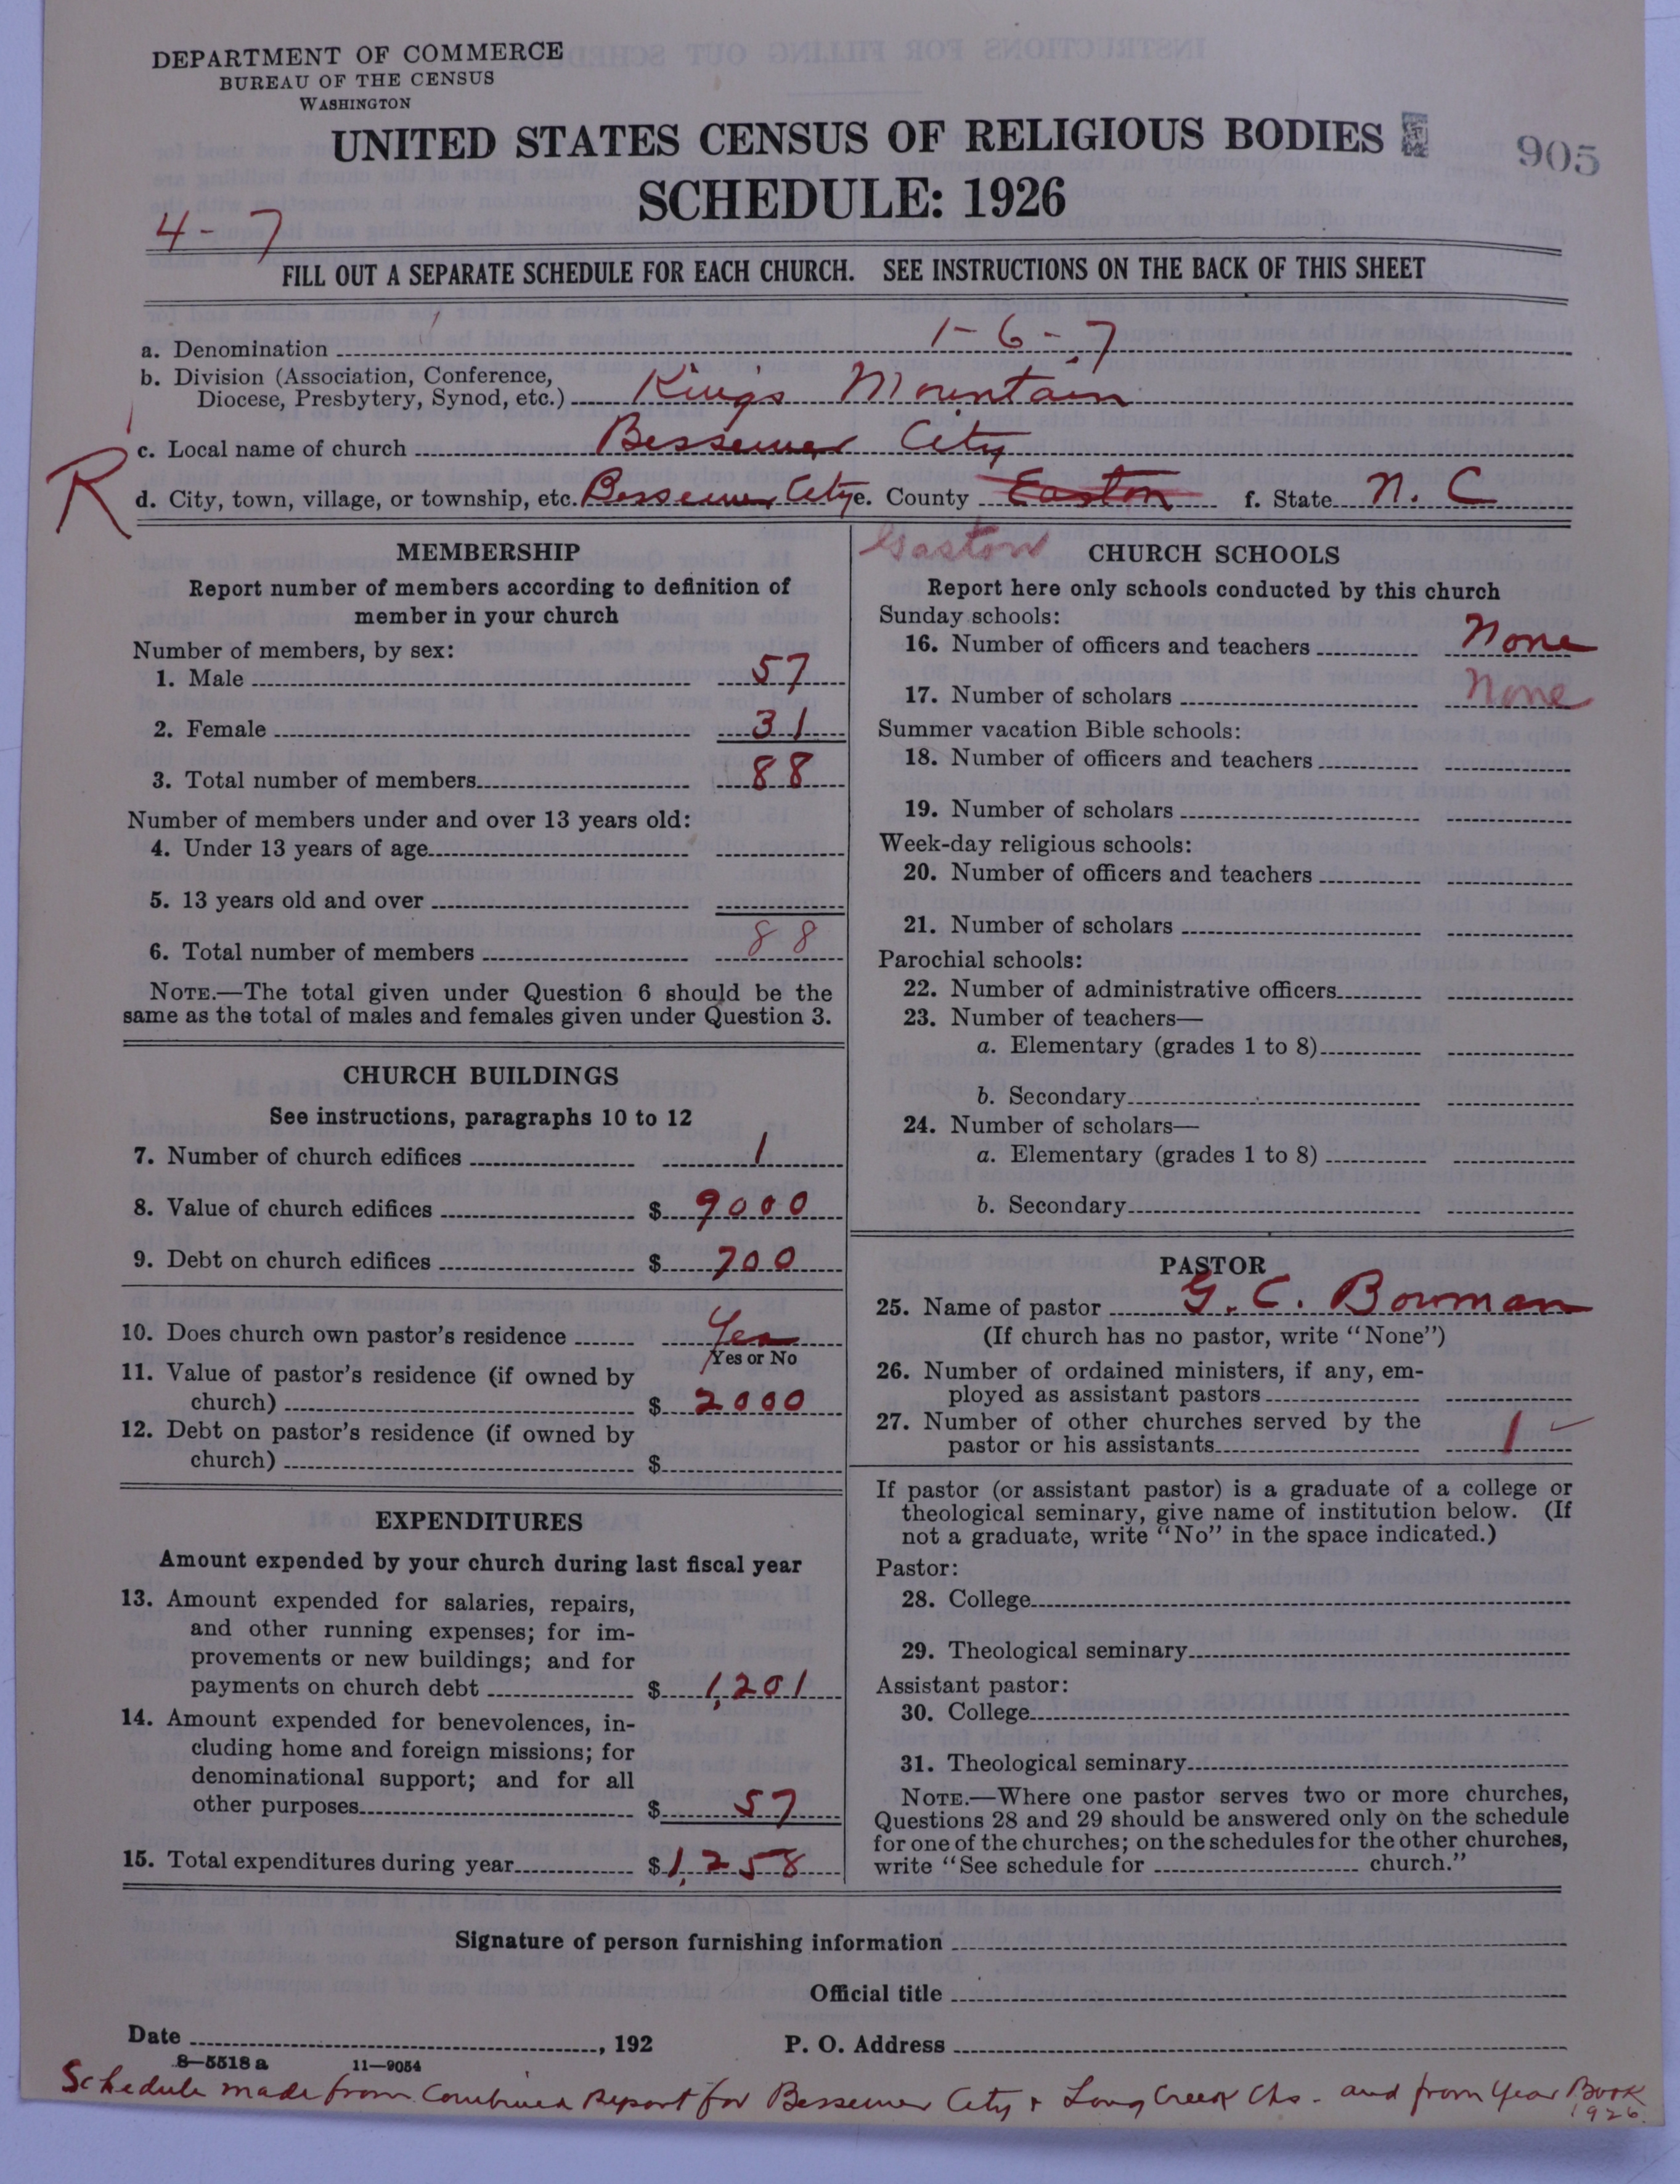 DEPARTMENT OF COMMERCE
BUREAU OF THE CENSUS
WASHINGTON
UNITED STATES CENSUS OF RELIGIOUS BODIES
905
SCHEDULE: 1926
4-7
FILL OUT A SEPARATE SCHEDULE FOR EACH CHURCH. SEE INSTRUCTIONS ON THE BACK OF THIS SHEET
a. Denomination 1-6-7
b. Division (Association, Conference,
Diocese, Presbytery, Synod, etc.) Kings Mountain
c. Local name of church Bessemer City
R
d. City, town, village, or township, etc. Bessemer City e. County Easton f. State N. C
Gaston
MEMBERSHIP
Report number of members according to definition of
member in your church
Number of members, by sex:
1. Male 57
2. Female 31
3. Total number of members 88
Number of members under and over 13 years old:
4. Under 13 years of age
5. 13 years old and over
6. Total number of members 88
NOTE.—The total given under Question 6 should be the
same as the total of males and females given under Question 3.
CHURCH BUILDINGS
See instructions, paragraphs 10 to 12
7. Number of church edifices 1
8. Value of church edifices $ 9000
9. Debt on church edifices $ 700
10. Does church own pastor's residence Yes
Yes or No
11. Value of pastor's residence (if owned by
church) $ 2000
12. Debt on pastor's residence (if owned by
church) $
EXPENDITURES
Amount expended by your church during last fiscal year
13. Amount expended for salaries, repairs,
and other running expenses; for im-
provements or new buildings; and for
payments on church debt $ 1,201
14. Amount expended for benevolences, in-
cluding home and foreign missions; for
denominational support; and for all
other purposes $ 57
15. Total expenditures during year $ 1,258
CHURCH SCHOOLS
Report here only schools conducted by this church
Sunday schools:
16. Number of officers and teachers None
17. Number of scholars None
Summer vacation Bible schools:
18. Number of officers and teachers
19. Number of scholars
Week-day religious schools:
20. Number of officers and teachers
21. Number of scholars
Parochial schools:
22. Number of administrative officers
23. Number of teachers—
a. Elementary (grades 1 to 8)
b. Secondary
24. Number of scholars—
a. Elementary (grades 1 to 8)
b. Secondary
PASTOR
25. Name of pastor G. C. Bowman
(If church has no pastor, write "None")
26. Number of ordained ministers, if any, em-
ployed as assistant pastors
27. Number of other churches served by the
pastor or his assistants 1 ✓
If pastor (or assistant pastor) is a graduate of a college or
theological seminary, give name of institution below. (If
not a graduate, write "No" in the space indicated.)
Pastor:
28. College
29. Theological seminary
Assistant pastor:
30. College
31. Theological seminary
NOTE.—Where one pastor serves two or more churches,
Questions 28 and 29 should be answered only on the schedule
for one of the churches; on the schedules for the other churches,
write "See schedule for church."
Signature of person furnishing information
Official title
Date , 192 P. O. Address
8—5518 a 11—9054
Schedule made from Combined Report for Bessemer City + Long Creek Chs. and from Year Book
1926